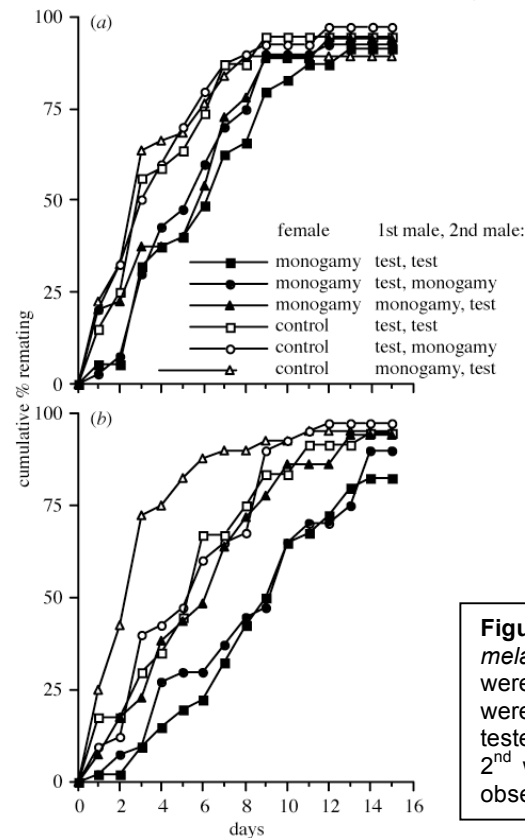 (a)
100
75
50
25
0
female 1st male, 2nd male:
monogamy test, test
monogamy test, monogamy
monogamy monogamy, test
control test, test
control test, monogamy
control monogamy, test
cumulative % remating
(b)
100
75
50
25
0
0 2 4 6 8 10 12 14 16
days
Figu
mela
were
were
teste
2nd v
obse